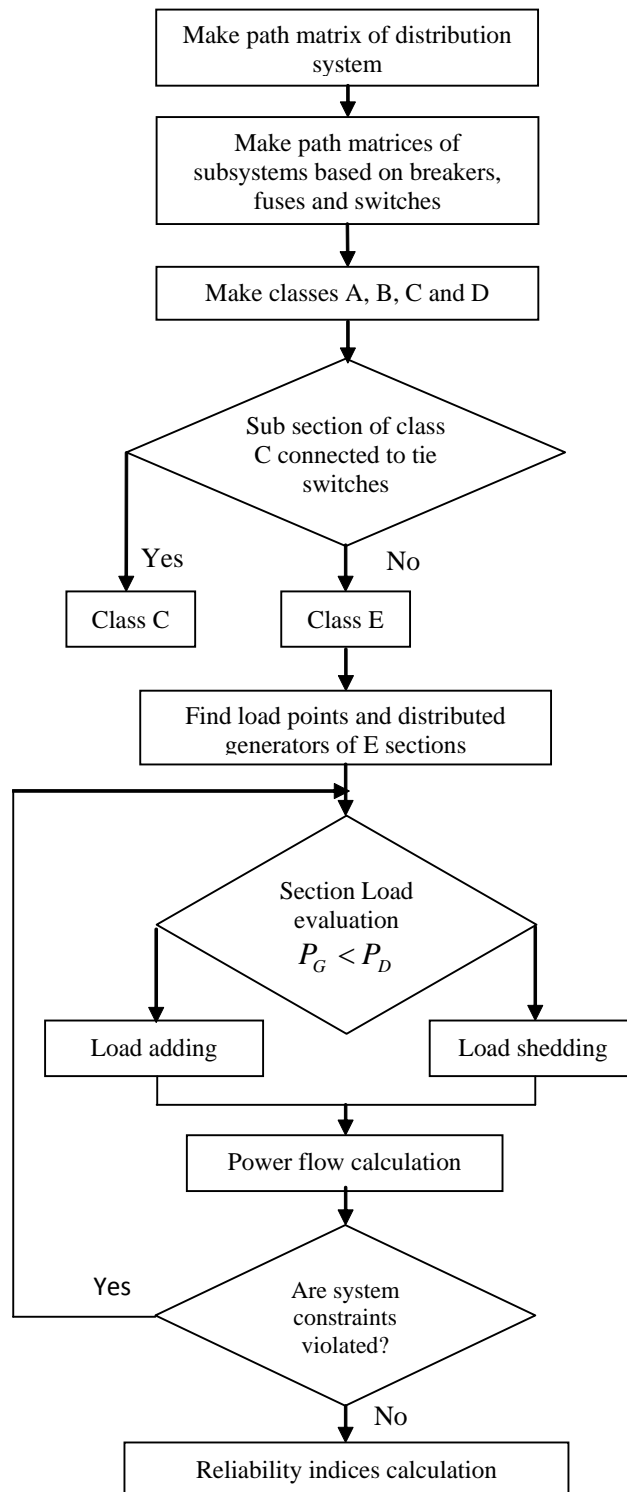 Make path matrix of distribution
system
Make path matrices of
subsystems based on breakers,
fuses and switches
Make classes A, B, C and D
Sub section of class
C connected to tie
switches
Yes
No
Class C
Class E
Find load points and distributed
generators of E sections
Section Load
evaluation
P_G < P_D
Load adding
Load shedding
Power flow calculation
Yes
Are system
constraints
violated?
No
Reliability indices calculation